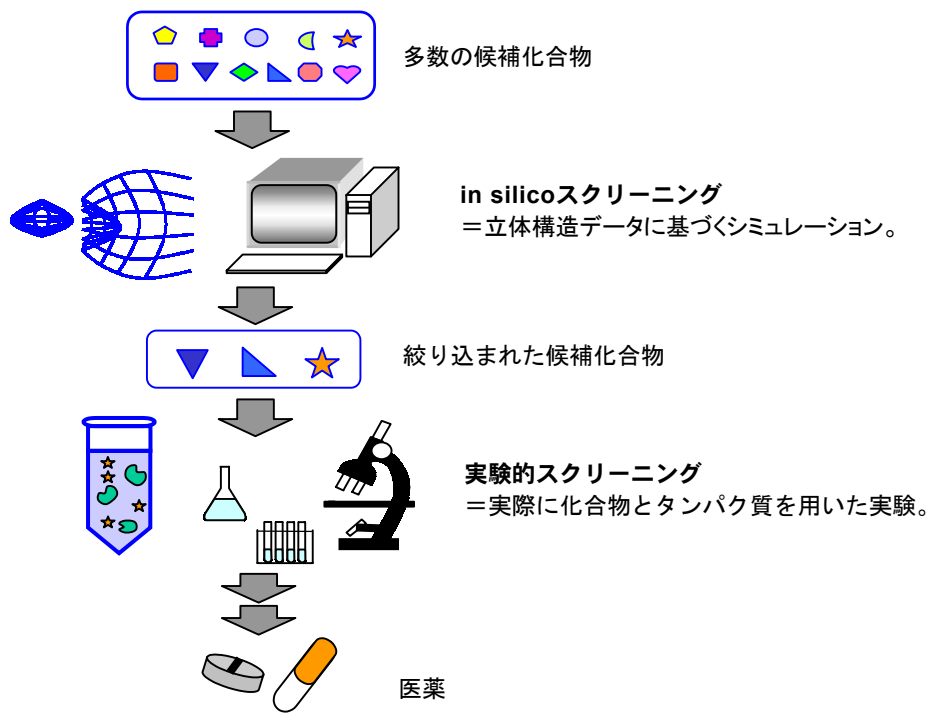 多数の候補化合物
in silicoスクリーニング
＝立体構造データに基づくシミュレーション。
絞り込まれた候補化合物
実験的スクリーニング
＝実際に化合物とタンパク質を用いた実験。
医薬